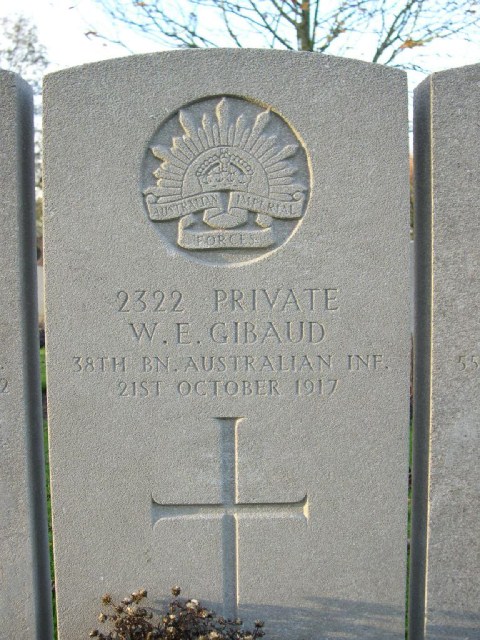 AUSTRALIAN IMPERIAL
FORCES
2322 PRIVATE
W. E. GIBAUD
38TH BN. AUSTRALIAN INF.
21ST OCTOBER 1917